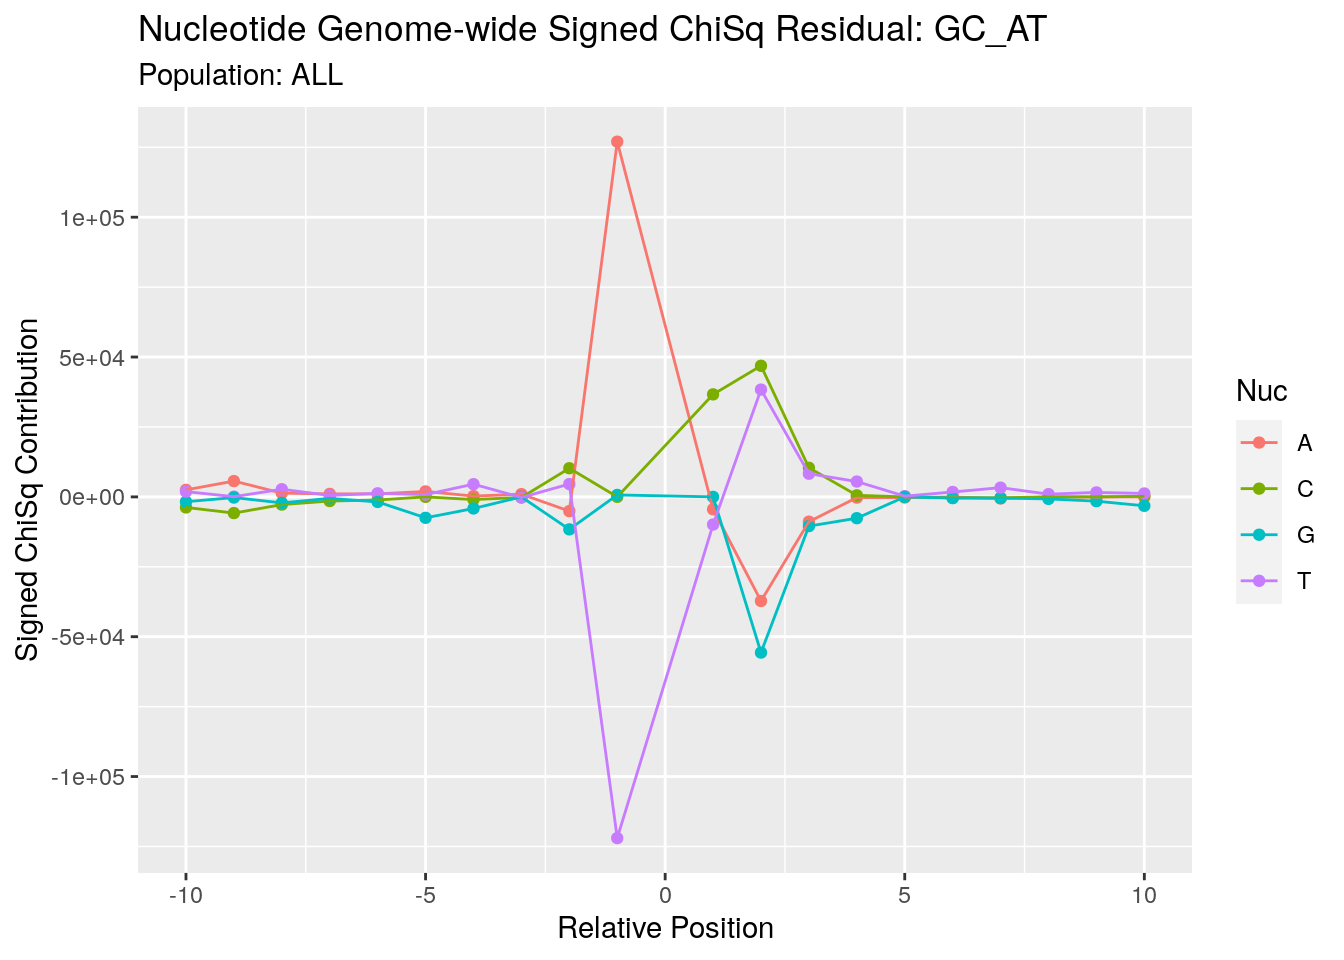 Nucleotide Genome-wide Signed ChiSq Residual: GC_AT
Population: ALL
Signed ChiSq Contribution
1e+05
5e+04
0e+00
-5e+04
-1e+05
-10
-5
0
5
10
Relative Position
Nuc
A
C
G
T